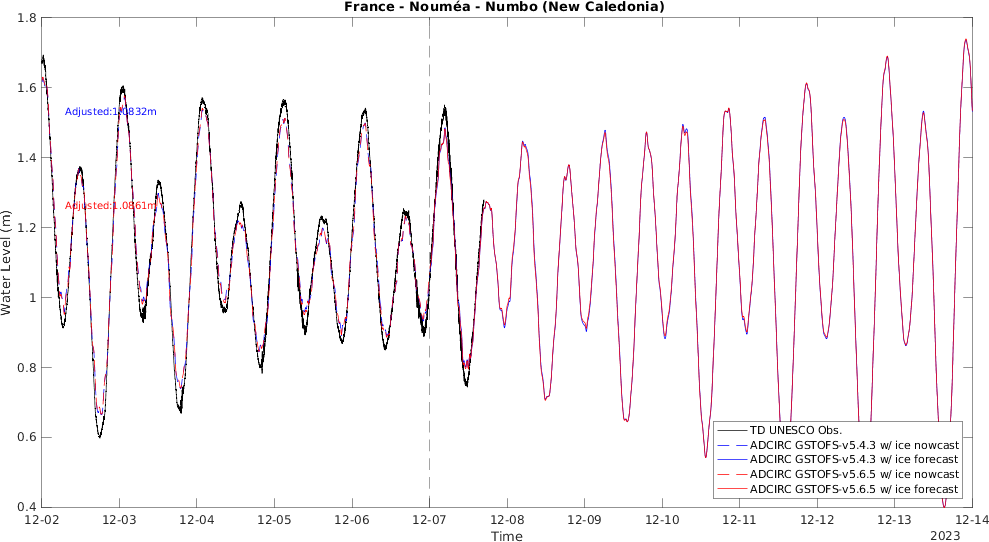 France - Nouméa - Numbo (New Caledonia)
1.8
1.6
1.4
1.2
1
0.8
0.6
0.4
Water Level (m)
Adjusted:1.0832m
Adjusted:1.0861m
TD UNESCO Obs.
ADCIRC GSTOFS-v5.4.3 w/ ice nowcast
ADCIRC GSTOFS-v5.4.3 w/ ice forecast
ADCIRC GSTOFS-v5.6.5 w/ ice nowcast
ADCIRC GSTOFS-v5.6.5 w/ ice forecast
12-02 12-03 12-04 12-05 12-06 12-07 12-08 12-09 12-10 12-11 12-12 12-13 12-14
Time
2023